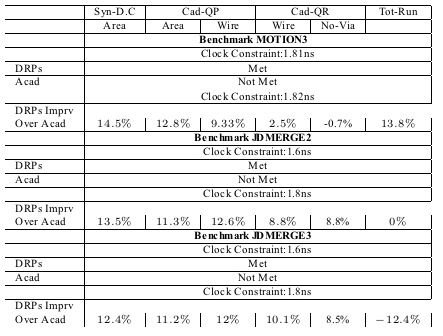 Syn-D.C Cad-QP Cad-QR Tot-Run
Area Area Wire Wire No-Via
Benchmark MOTION3
Clock Constraint:1.81ns
DRPs Met
Acad Not Met
Clock Constraint:1.82ns
DRPs Imprv
Over Acad 14.5% 12.8% 9.33% 2.5% -0.7% 13.8%
Benchmark JDMERGE2
Clock Constraint:1.6ns
DRPs Met
Acad Not Met
Clock Constraint:1.8ns
DRPs Imprv
Over Acad 13.5% 11.3% 12.6% 8.8% 8.8% 0%
Benchmark JDMERGE3
Clock Constraint:1.6ns
DRPs Met
Acad Not Met
Clock Constraint:1.8ns
DRPs Imprv
Over Acad 12.4% 11.2% 12% 10.1% 8.5% −12.4%